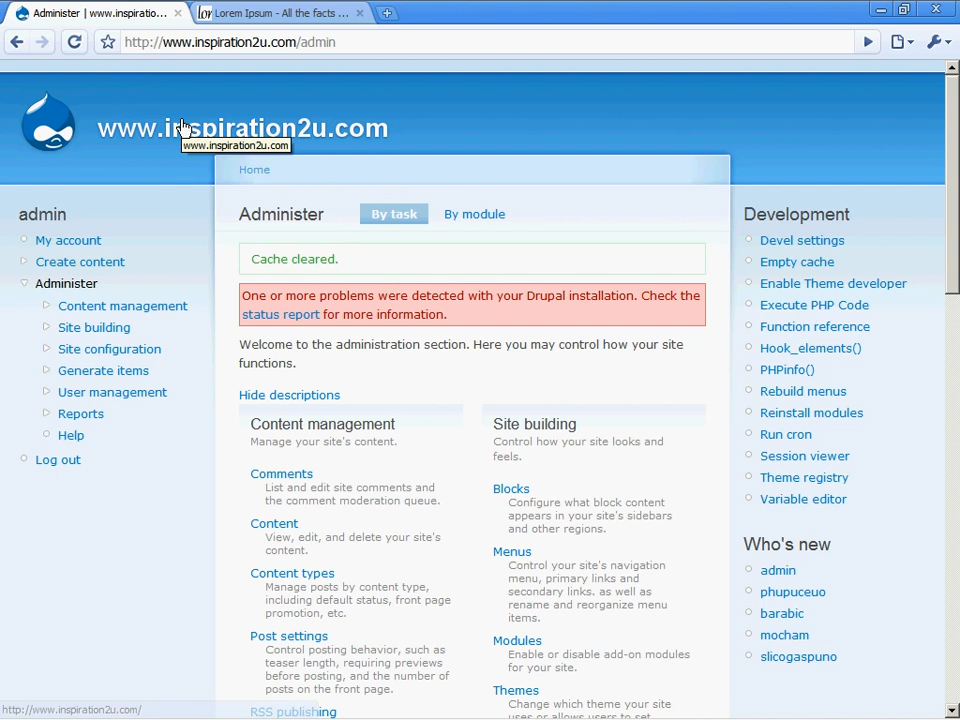 Administer | www.inspiratio...
Lorem Ipsum - All the facts ...
http://www.inspiration2u.com/admin
www.inspiration2u.com
www.inspiration2u.com
Home
admin
My account
Create content
Administer
Content management
Site building
Site configuration
Generate items
User management
Reports
Help
Log out
Administer
By task
By module
Cache cleared.
One or more problems were detected with your Drupal installation. Check the
status report for more information.
Welcome to the administration section. Here you may control how your site
functions.
Hide descriptions
Content management
Manage your site's content.
Comments
List and edit site comments and
the comment moderation queue.
Content
View, edit, and delete your site's
content.
Content types
Manage posts by content type,
including default status, front page
promotion, etc.
Post settings
Control posting behavior, such as
teaser length, requiring previews
before posting, and the number of
posts on the front page.
RSS publishing
Site building
Control how your site looks and
feels.
Blocks
Configure what block content
appears in your site's sidebars
and other regions.
Menus
Control your site's navigation
menu, primary links and
secondary links. as well as
rename and reorganize menu
items.
Modules
Enable or disable add-on modules
for your site.
Themes
Change which theme your site
uses or allows users to set.
Development
Devel settings
Empty cache
Enable Theme developer
Execute PHP Code
Function reference
Hook_elements()
PHPinfo()
Rebuild menus
Reinstall modules
Run cron
Session viewer
Theme registry
Variable editor
Who's new
admin
phupuceuo
barabic
mocham
slicogaspuno
http://www.inspiration2u.com/